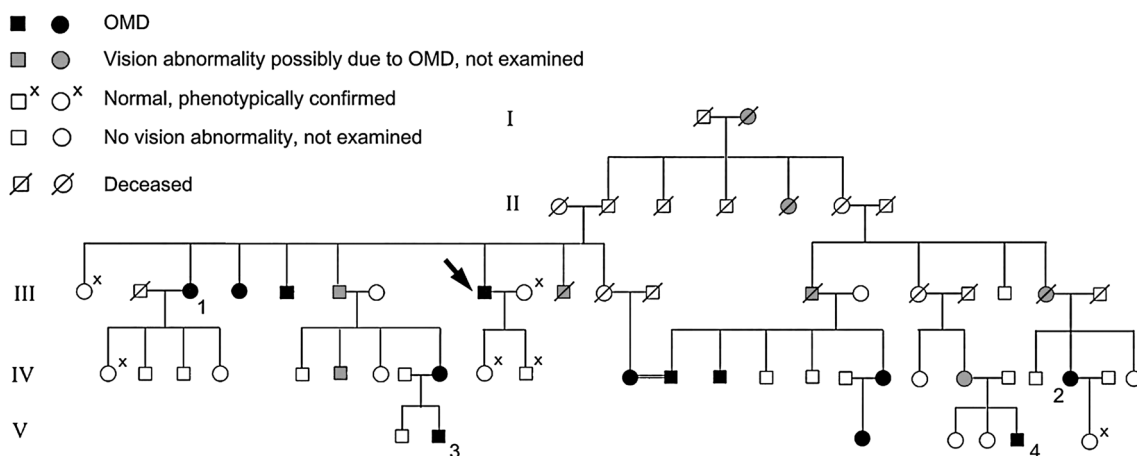 OMD
Vision abnormality possibly due to OMD, not examined
x x Normal, phenotypically confirmed
No vision abnormality, not examined
Deceased
I
II
III
x
1
x
IV
x
x
x
2
V
3
4
x